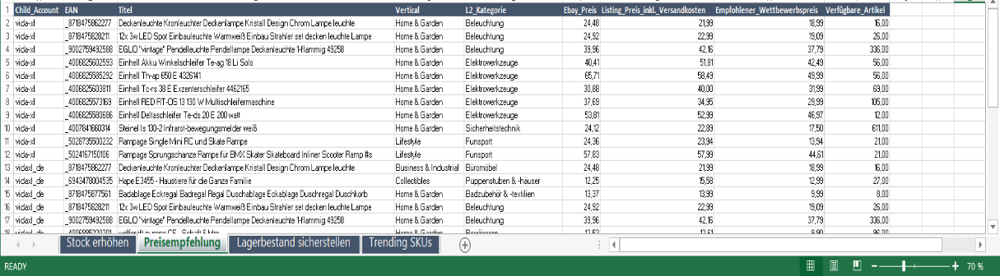 1 Child_Account EAN Titel Vertical L2_Kategorie Ebay_Preis Listing_Preis_inkl._Versandkosten Empfohlener_Wettbewerbspreis Verfügbare_Artikel
2 vida-xl _8718475862277 Deckenleuchte Kronleuchter Deckenlampe Kristall Design Chrom Lampe leuchte Home & Garden Beleuchtung 24,48 21,99 18,99 16,00
3 vida-xl _8718475828211 12x 3w LED Spot Einbauleuchte Warmweiß Einbau Strahler set decken leuchte Lampe Home & Garden Beleuchtung 24,92 22,99 19,09 26,00
4 vida-xl _9002759492588 EGLO "vintage" Pendelleuchte Pendellampe Deckenleuchte 1-flammig 49258 Home & Garden Beleuchtung 39,96 42,16 37,79 336,00
5 vida-xl _4006825602593 Einhell Akku Winkelschleifer Te-ag 18 Li Solo Home & Garden Elektrowerkzeuge 40,41 51,81 42,49 56,00
6 vida-xl _4006825585292 Einhell Th-ap 650 E 4326141 Home & Garden Elektrowerkzeuge 65,71 58,49 49,99 56,00
7 vida-xl _4006825603811 Einhell Tc-rs 38 E Exzenterschleifer 4462165 Home & Garden Elektrowerkzeuge 30,88 40,00 31,99 69,00
8 vida-xl _4006825573169 Einhell RED RT-OS 13 130 W Multischleifermaschine Home & Garden Elektrowerkzeuge 37,69 34,95 29,99 105,00
9 vida-xl _4006825580686 Einhell Deltaschleifer Te-ds 20 E 200 watt Home & Garden Elektrowerkzeuge 53,81 52,99 46,97 12,00
10 vida-xl _4007841660314 Steinel Is 130-2 Infrarot-bewegungsmelder weiß Home & Garden Sicherheitstechnik 24,12 22,89 17,50 611,00
11 vida-xl _5028735500232 Rampage Single Mini RC und Skate Rampe Lifestyle Funsport 24,36 23,94 13,94 21,00
12 vida-xl _5024167150106 Rampage Sprungschanze Rampe für BMX Skater Skateboard Inliner Scooter Ramp #s Lifestyle Funsport 57,83 57,99 44,61 21,00
13 vidaxl_de _8718475862277 Deckenleuchte Kronleuchter Deckenlampe Kristall Design Chrom Lampe leuchte Business & Industrial Büromöbel 24,48 21,99 18,99 16,00
14 vidaxl_de _6943478004535 Hape E3455 - Haustiere für die Ganze Familie Collectibles Puppenstuben & -häuser 12,25 15,58 12,99 27,00
15 vidaxl_de _8718475877561 Badablage Eckregal Badregal Regal Duschablage Eckablage Duschregal Duschkorb Home & Garden Badzubehör & -textilien 13,37 13,99 9,99 8,00
16 vidaxl_de _8718475828211 12x 3w LED Spot Einbauleuchte Warmweiß Einbau Strahler set decken leuchte Lampe Home & Garden Beleuchtung 24,92 22,99 19,09 26,00
17 vidaxl_de _9002759492588 EGLO "vintage" Pendelleuchte Pendellampe Deckenleuchte 1-flammig 49258 Home & Garden Beleuchtung 39,96 42,16 37,79 336,00
Stock erhöhen Preisempfehlung Lagerbestand sicherstellen Trending SKUs
READY 70 %